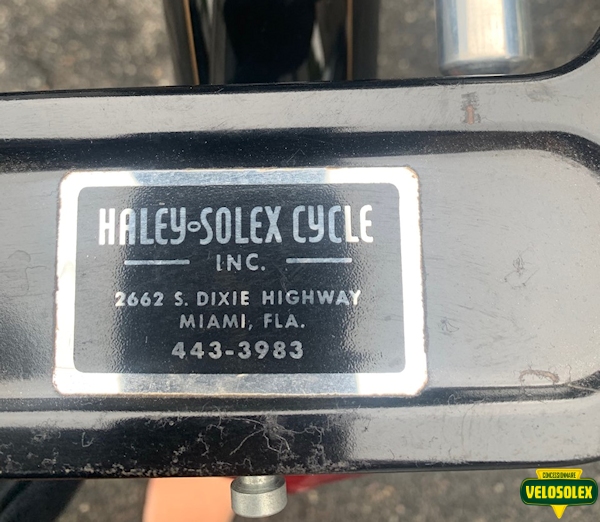 HALEY-SOLEX CYCLE
INC.
2662 S. DIXIE HIGHWAY
MIAMI, FLA.
443-3983
CONCESSIONNAIRE
VELOSOLEX